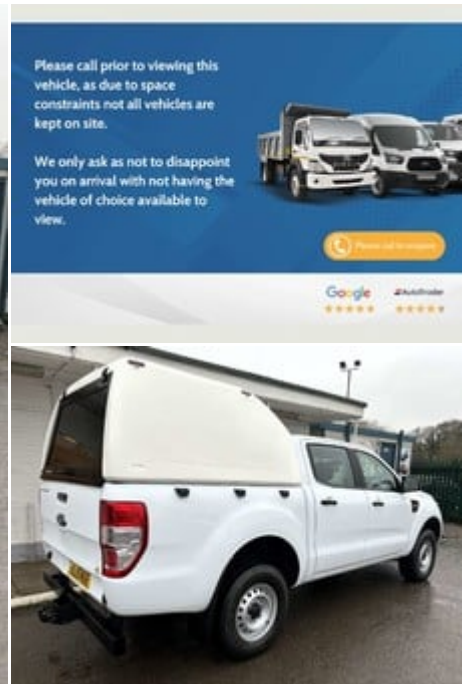 Please call prior to viewing this
vehicle, as due to space
constraints not all vehicles are
kept on site.
We only ask as not to disappoint
you on arrival with not having the
vehicle of choice available to
view.
Please call to enquire
Google
AutoTrader